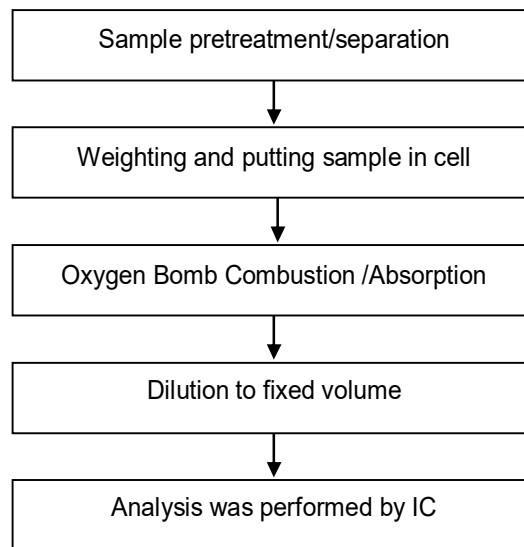 Sample pretreatment/separation
Weighting and putting sample in cell
Oxygen Bomb Combustion /Absorption
Dilution to fixed volume
Analysis was performed by IC